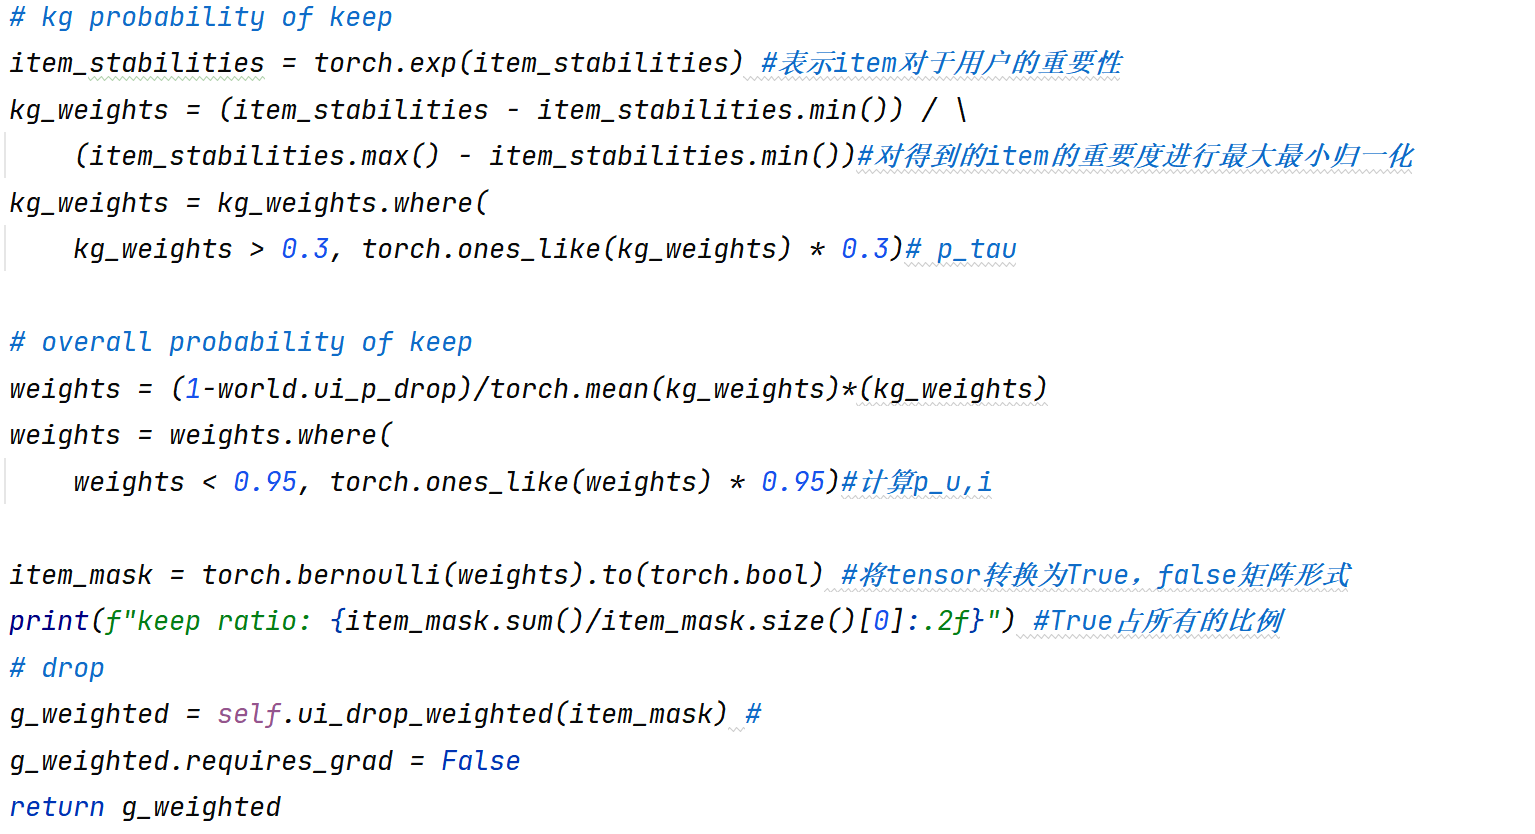 # kg probability of keep
item_stabilities = torch.exp(item_stabilities) #表示item对于用户的重要性
kg_weights = (item_stabilities - item_stabilities.min()) / \
    (item_stabilities.max() - item_stabilities.min())#对得到的item的重要度进行最大最小归一化
kg_weights = kg_weights.where(
    kg_weights > 0.3, torch.ones_like(kg_weights) * 0.3)# p_tau
# overall probability of keep
weights = (1-world.ui_p_drop)/torch.mean(kg_weights)*(kg_weights)
weights = weights.where(
    weights < 0.95, torch.ones_like(weights) * 0.95)#计算p_u,i
item_mask = torch.bernoulli(weights).to(torch.bool) #将tensor转换为True，false矩阵形式
print(f"keep ratio: {item_mask.sum()/item_mask.size()[0]:.2f}") #True占所有的比例
# drop
g_weighted = self.ui_drop_weighted(item_mask) #
g_weighted.requires_grad = False
return g_weighted